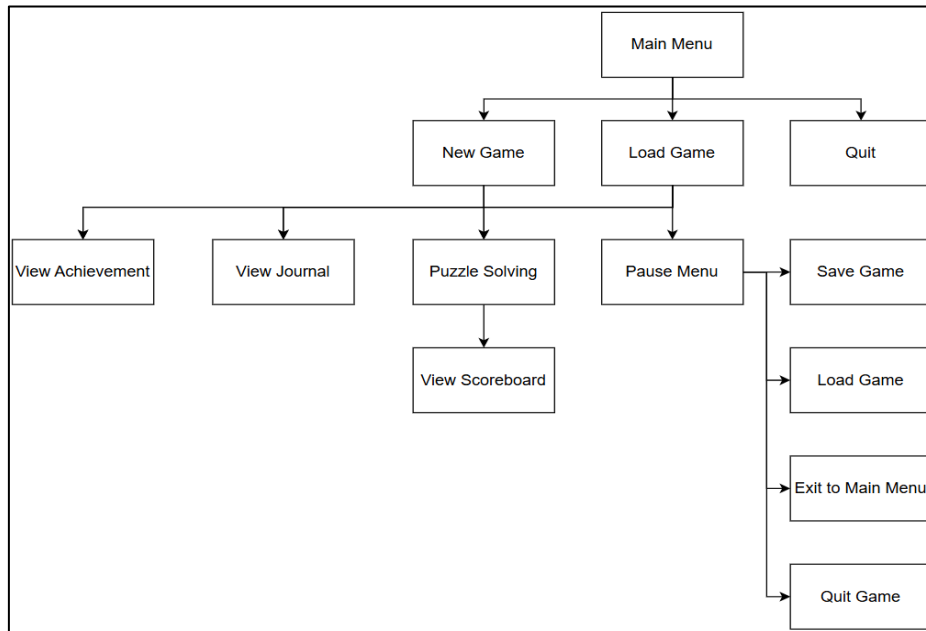 Main Menu
New Game
Load Game
Quit
View Achievement
View Journal
Puzzle Solving
Pause Menu
Save Game
View Scoreboard
Load Game
Exit to Main Menu
Quit Game